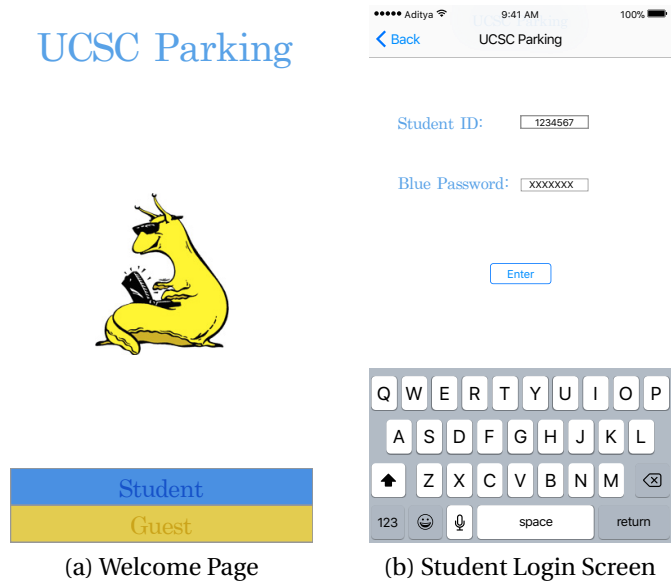 UCSC Parking
Student
Guest
(a) Welcome Page
●●●●● Aditya 9:41 AM 100%
Back UCSC Parking
Student ID: 1234567
Blue Password: XXXXXXX
Enter
Q W E R T Y U I O P
A S D F G H J K L
Z X C V B N M
123 space return
(b) Student Login Screen